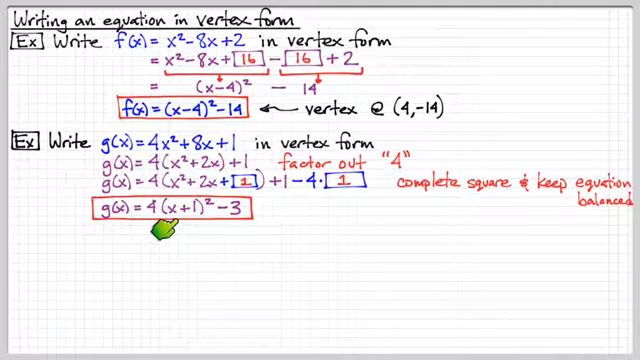 Writing an equation in vertex form
Ex Write f(x) = x² - 8x + 2 in vertex form
= x² - 8x + 16 - 16 + 2
= (x-4)² - 14
f(x) = (x-4)² - 14 ← vertex @ (4,-14)
Ex Write g(x) = 4x² + 8x + 1 in vertex form
g(x) = 4(x² + 2x) + 1 factor out "4"
g(x) = 4(x² + 2x + 1) + 1 - 4·1 complete square & keep equation
balanced
g(x) = 4(x+1)² - 3